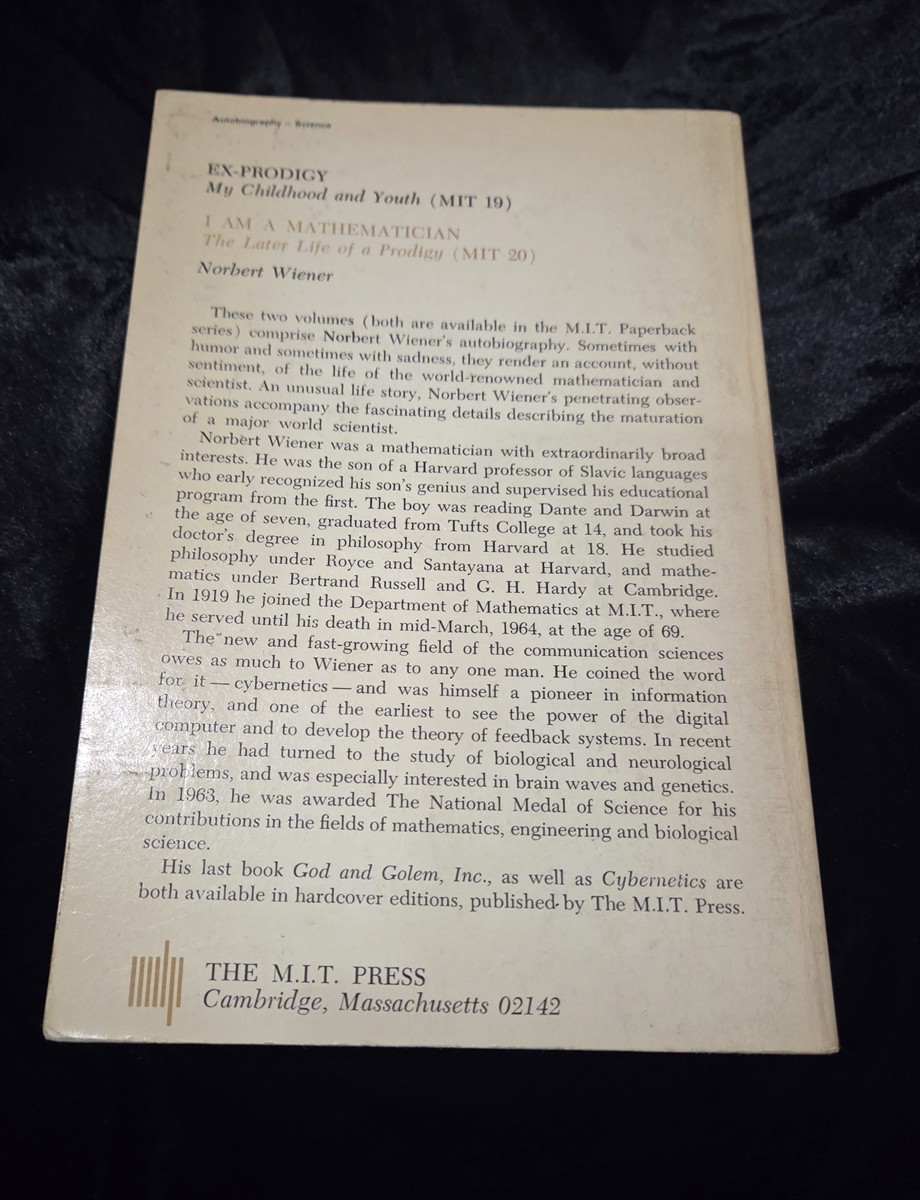 Autobiography — Science
EX-PRODIGY
My Childhood and Youth (MIT 19)
I AM A MATHEMATICIAN
The Later Life of a Prodigy (MIT 20)
Norbert Wiener
These two volumes (both are available in the M.I.T. Paperback
series) comprise Norbert Wiener's autobiography. Sometimes with
humor and sometimes with sadness, they render an account, without
sentiment, of the life of the world-renowned mathematician and
scientist. An unusual life story, Norbert Wiener's penetrating obser-
vations accompany the fascinating details describing the maturation
of a major world scientist.
Norbert Wiener was a mathematician with extraordinarily broad
interests. He was the son of a Harvard professor of Slavic languages
who early recognized his son's genius and supervised his educational
program from the first. The boy was reading Dante and Darwin at
the age of seven, graduated from Tufts College at 14, and took his
doctor's degree in philosophy from Harvard at 18. He studied
philosophy under Royce and Santayana at Harvard, and mathe-
matics under Bertrand Russell and G. H. Hardy at Cambridge.
In 1919 he joined the Department of Mathematics at M.I.T., where
he served until his death in mid-March, 1964, at the age of 69.
The new and fast-growing field of the communication sciences
owes as much to Wiener as to any one man. He coined the word
for it — cybernetics — and was himself a pioneer in information
theory, and one of the earliest to see the power of the digital
computer and to develop the theory of feedback systems. In recent
years he had turned to the study of biological and neurological
problems, and was especially interested in brain waves and genetics.
In 1963, he was awarded The National Medal of Science for his
contributions in the fields of mathematics, engineering and biological
science.
His last book God and Golem, Inc., as well as Cybernetics are
both available in hardcover editions, published by The M.I.T. Press.
THE M.I.T. PRESS
Cambridge, Massachusetts 02142